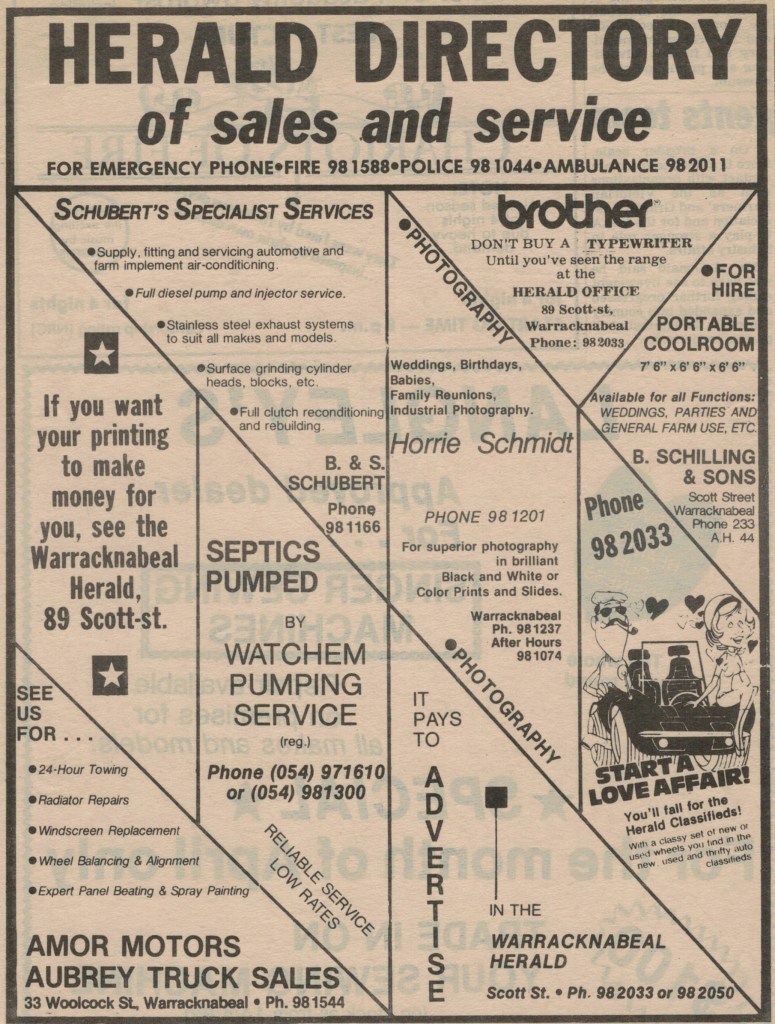 HERALD DIRECTORY
of sales and service
FOR EMERGENCY PHONE•FIRE 981588•POLICE 981044•AMBULANCE 982011
SCHUBERT'S SPECIALIST SERVICES
•Supply, fitting and servicing automotive and
farm implement air-conditioning.
•Full diesel pump and injector service.
•Stainless steel exhaust systems
to suit all makes and models.
•Surface grinding cylinder
heads, blocks, etc.
•Full clutch reconditioning
and rebuilding.
B. & S.
SCHUBERT
Phone
981166
If you want
your printing
to make
money for
you, see the
Warracknabeal
Herald,
89 Scott-st.
SEPTICS
PUMPED
BY
WATCHEM
PUMPING
SERVICE
(reg.)
Phone (054) 971610
or (054) 981300
RELIABLE SERVICE
LOW RATES
SEE
US
FOR . . .
•24-Hour Towing
•Radiator Repairs
•Windscreen Replacement
•Wheel Balancing & Alignment
•Expert Panel Beating & Spray Painting
AMOR MOTORS
AUBREY TRUCK SALES
33 Woolcock St., Warracknabeal • Ph. 981544
•PHOTOGRAPHY
Weddings, Birthdays,
Babies,
Family Reunions,
Industrial Photography.
Horrie Schmidt
PHONE 98 1201
For superior photography
in brilliant
Black and White or
Color Prints and Slides.
Warracknabeal
Ph. 981237
After Hours
981074
•PHOTOGRAPHY
brother™
DON'T BUY A TYPEWRITER
Until you've seen the range
at the
HERALD OFFICE
89 Scott-st,
Warracknabeal
Phone: 982033
•FOR
HIRE
PORTABLE
COOLROOM
7' 6" x 6' 6" x 6' 6"
Available for all Functions:
WEDDINGS, PARTIES AND
GENERAL FARM USE, ETC.
B. SCHILLING
& SONS
Scott Street
Warracknabeal
Phone 233
A.H. 44
Phone
98 2033
START A
LOVE AFFAIR!
You'll fall for the
Herald Classifieds!
With a classy set of new or
used wheels you find in the
new, used and thrifty auto
classifieds
IT
PAYS
TO
ADVERTISE
IN THE
WARRACKNABEAL
HERALD
Scott St. • Ph. 982033 or 982050